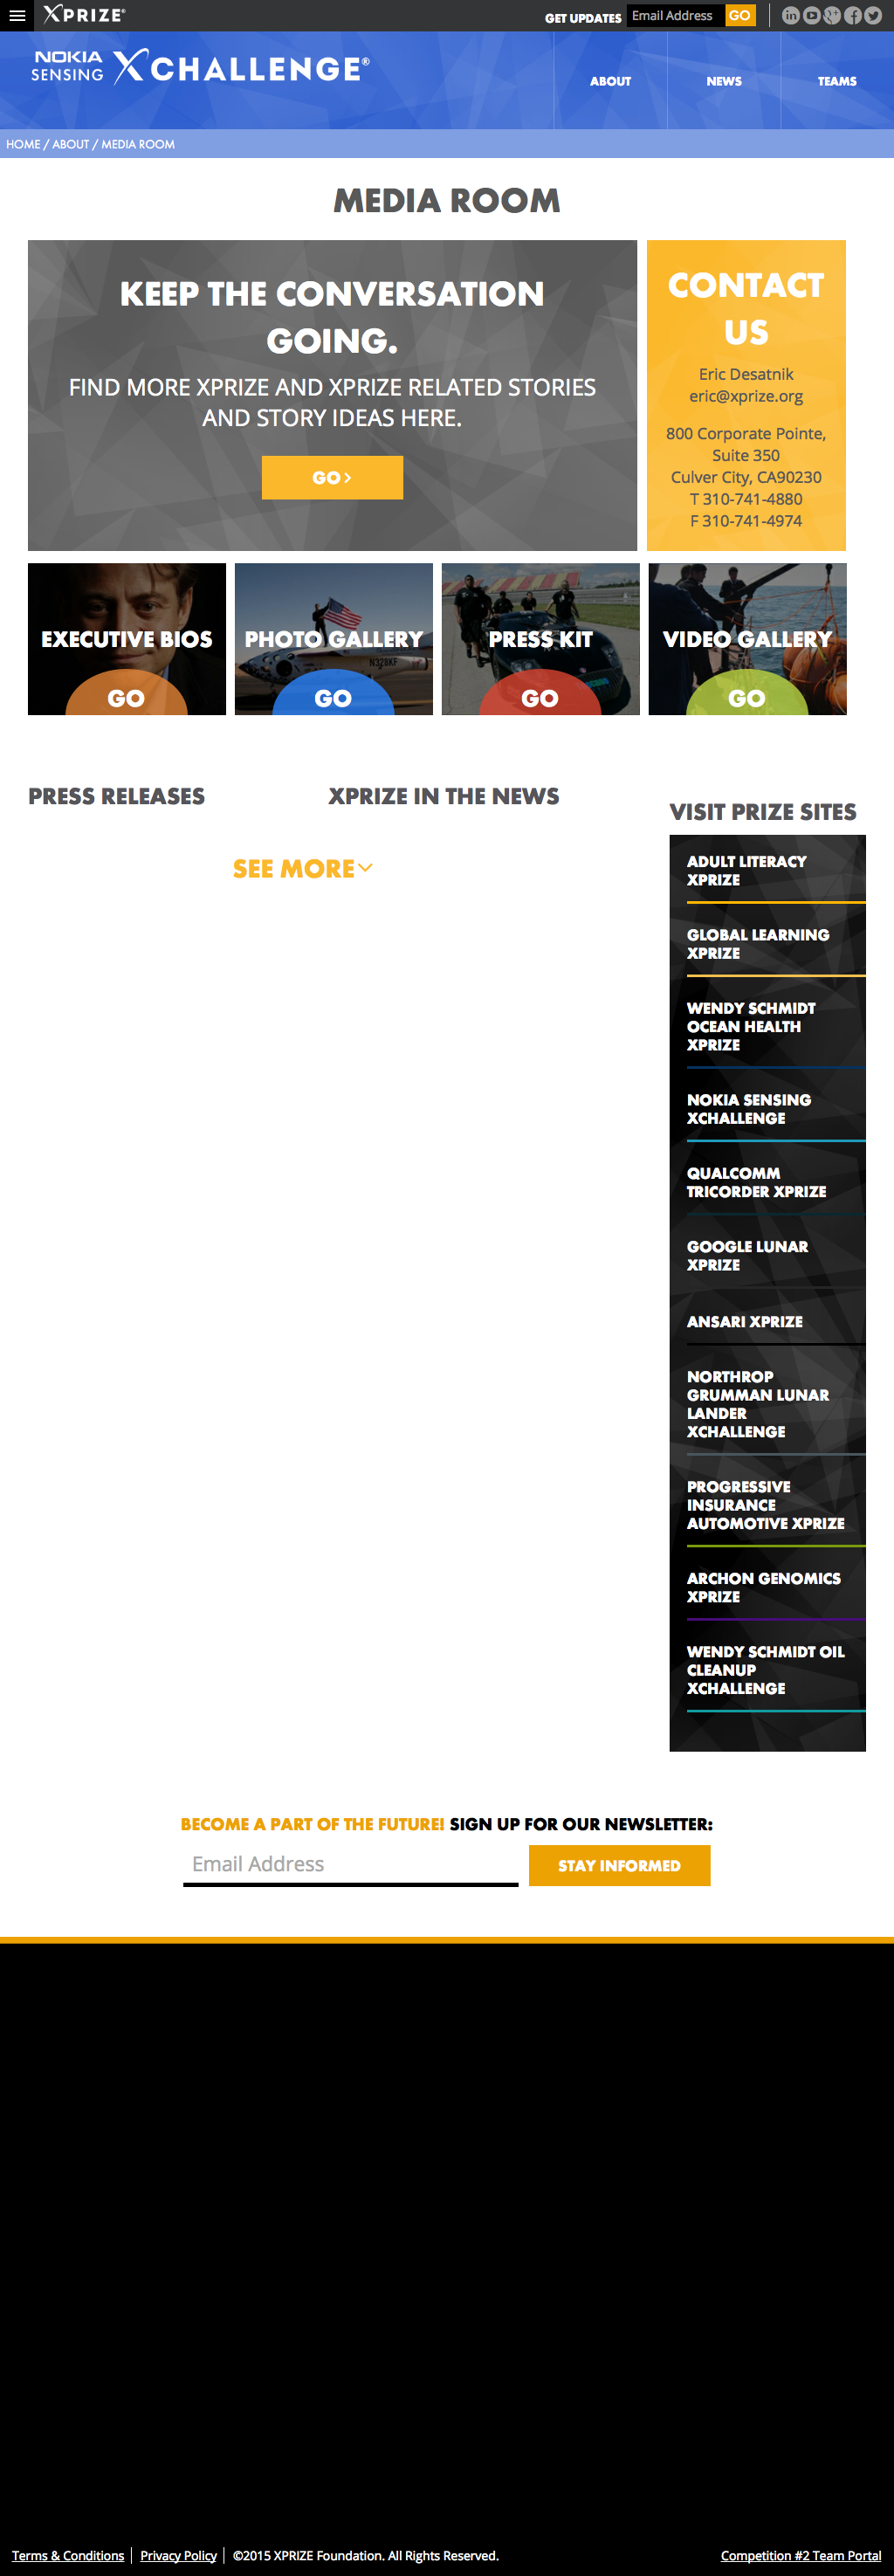 XPRIZE®
GET UPDATES
Email Address
GO
NOKIA
SENSING
XCHALLENGE®
ABOUT
NEWS
TEAMS
HOME / ABOUT / MEDIA ROOM
MEDIA ROOM
KEEP THE CONVERSATION
GOING.
FIND MORE XPRIZE AND XPRIZE RELATED STORIES
AND STORY IDEAS HERE.
GO >
CONTACT
US
Eric Desatnik
eric@xprize.org
800 Corporate Pointe,
Suite 350
Culver City, CA90230
T 310-741-4880
F 310-741-4974
EXECUTIVE BIOS
GO
PHOTO GALLERY
N328KF
GO
PRESS KIT
GO
VIDEO GALLERY
GO
PRESS RELEASES
XPRIZE IN THE NEWS
SEE MORE
VISIT PRIZE SITES
ADULT LITERACY
XPRIZE
GLOBAL LEARNING
XPRIZE
WENDY SCHMIDT
OCEAN HEALTH
XPRIZE
NOKIA SENSING
XCHALLENGE
QUALCOMM
TRICORDER XPRIZE
GOOGLE LUNAR
XPRIZE
ANSARI XPRIZE
NORTHROP
GRUMMAN LUNAR
LANDER
XCHALLENGE
PROGRESSIVE
INSURANCE
AUTOMOTIVE XPRIZE
ARCHON GENOMICS
XPRIZE
WENDY SCHMIDT OIL
CLEANUP
XCHALLENGE
BECOME A PART OF THE FUTURE! SIGN UP FOR OUR NEWSLETTER:
Email Address
STAY INFORMED
Terms & Conditions | Privacy Policy | ©2015 XPRIZE Foundation. All Rights Reserved.
Competition #2 Team Portal